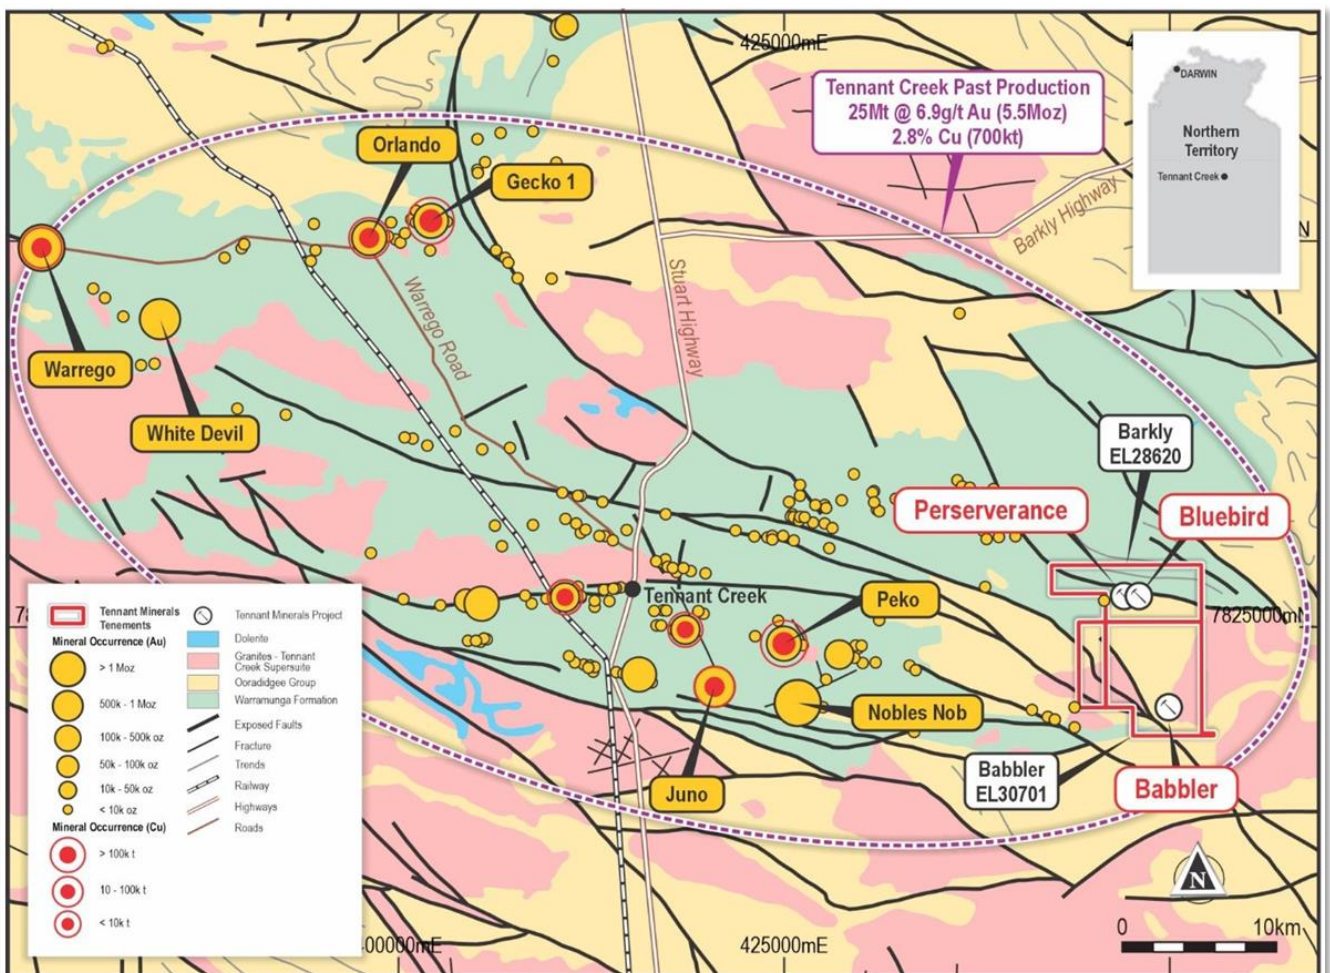 425000mE
4
DARWIN
Northern
Territory
Tennant Creek
N
Tennant Creek Past Production
25Mt @ 6.9g/t Au (5.5Moz)
2.8% Cu (700kt)
Orlando
Gecko 1
Barkly Highway
Stuart Highway
Warrego Road
Warrego
White Devil
Barkly
EL28620
Perserverance
Bluebird
Tennant Creek
Peko
78
7825000mN
Nobles Nob
Juno
Babbler
EL30701
Babbler
Tennant Minerals
Tenements
Mineral Occurrence (Au)
> 1 Moz
500k - 1 Moz
100k - 500k oz
50k - 100k oz
10k - 50k oz
< 10k oz
Mineral Occurrence (Cu)
> 100k t
10 - 100k t
< 10k t
Tennant Minerals Project
Dolerite
Granites - Tennant
Creek Supersuite
Ooradidgee Group
Warramunga Formation
Exposed Faults
Fracture
Trends
Railway
Highways
Roads
00000mE
425000mE
N
0 10km